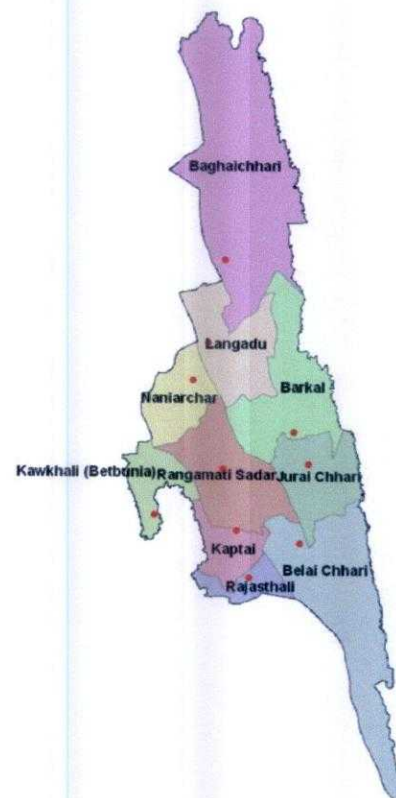 Baghaichhari
Langadu
Barkal
Naniarchar
Kawkhali (Betbunia)
Rangamati Sadar
Jurai Chhari
Kaptai
Belai Chhari
Rajasthali